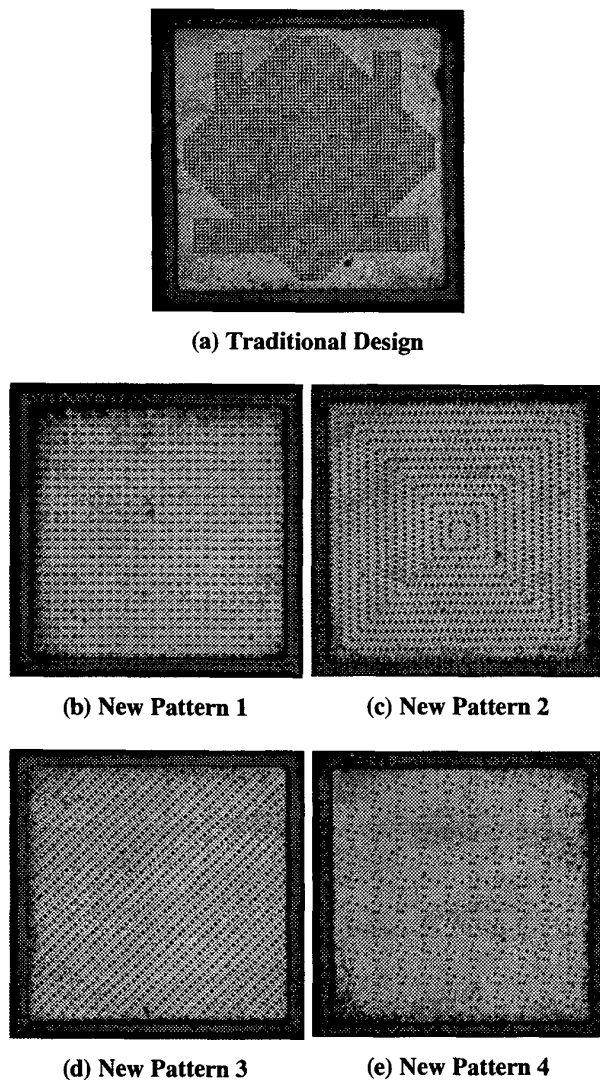 (a) Traditional Design
(b) New Pattern 1
(c) New Pattern 2
(d) New Pattern 3
(e) New Pattern 4